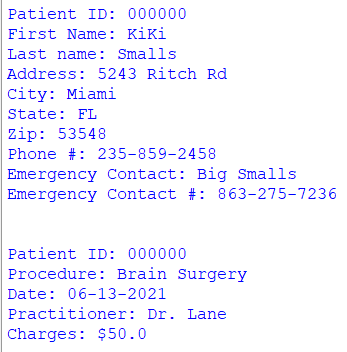 Patient ID: 000000
First Name: KiKi
Last name: Smalls
Address: 5243 Ritch Rd
City: Miami
State: FL
Zip: 53548
Phone #: 235-859-2458
Emergency Contact: Big Smalls
Emergency Contact #: 863-275-7236
Patient ID: 000000
Procedure: Brain Surgery
Date: 06-13-2021
Practitioner: Dr. Lane
Charges: $50.0